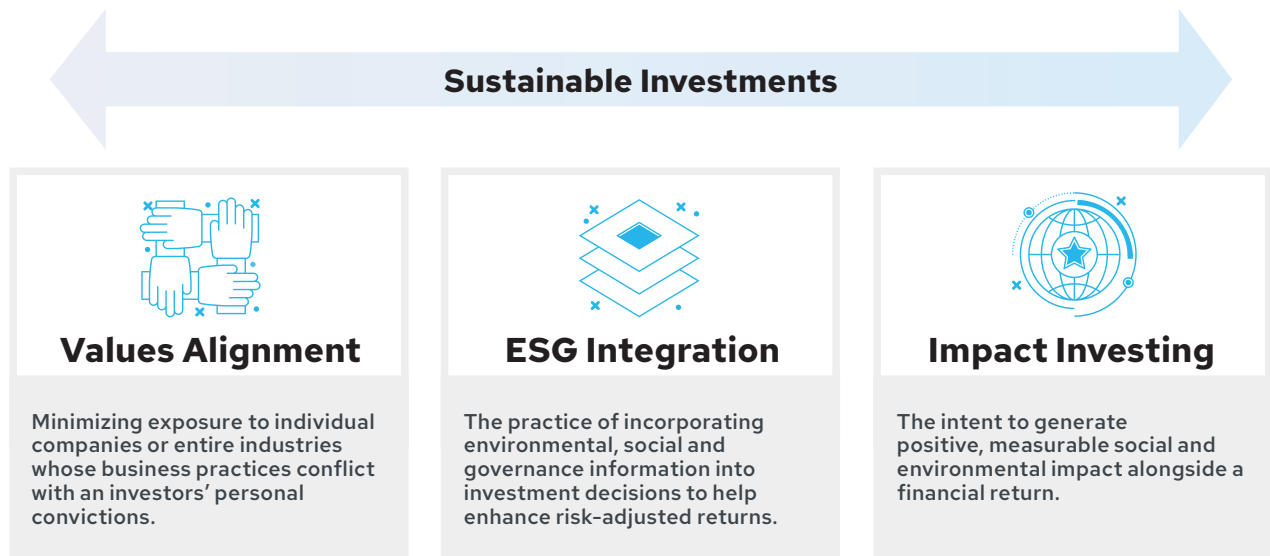 Sustainable Investments
Values Alignment
Minimizing exposure to individual
companies or entire industries
whose business practices conflict
with an investors’ personal
convictions.
ESG Integration
The practice of incorporating
environmental, social and
governance information into
investment decisions to help
enhance risk-adjusted returns.
Impact Investing
The intent to generate
positive, measurable social and
environmental impact alongside a
financial return.